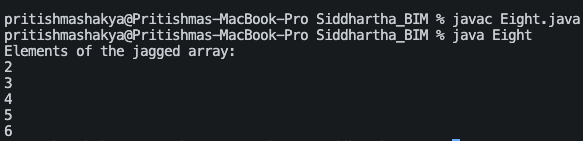 pritishmashakya@Pritishmas-MacBook-Pro Siddhartha_BIM % javac Eight.java
pritishmashakya@Pritishmas-MacBook-Pro Siddhartha_BIM % java Eight
Elements of the jagged array:
2
3
4
5
6